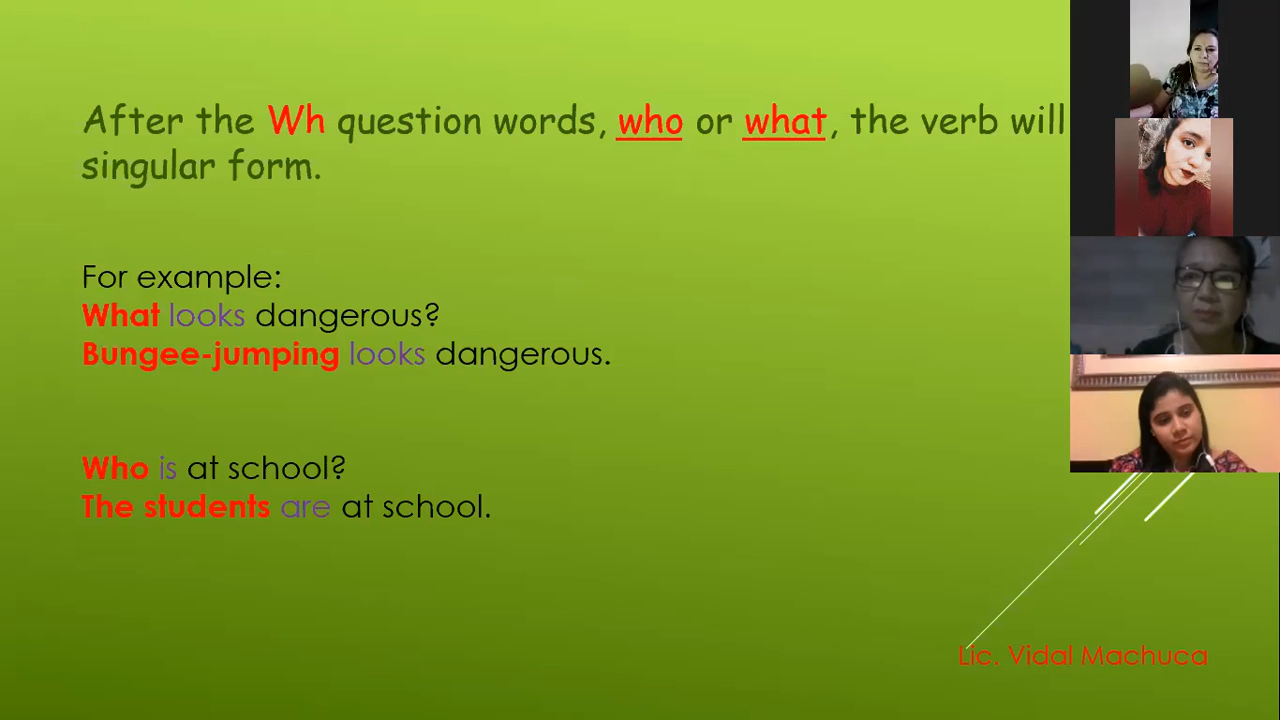 After the Wh question words, who or what, the verb will
singular form.
For example:
What looks dangerous?
Bungee-jumping looks dangerous.
Who is at school?
The students are at school.
Lic. Vidal Machuca